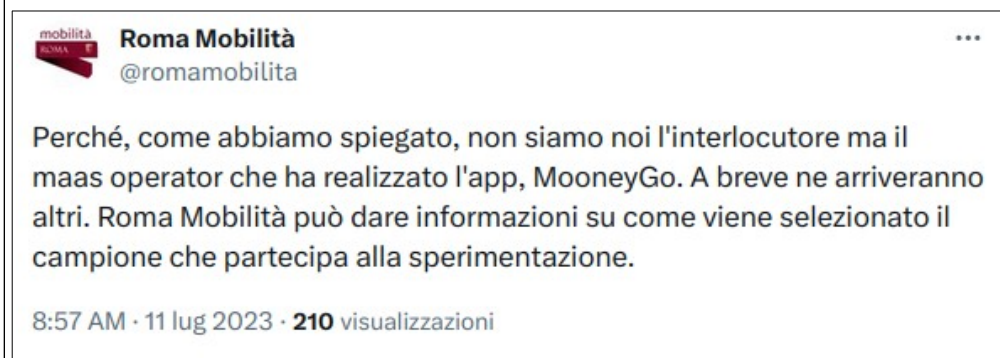 mobilità
ROMA
Roma Mobilità
@romamobilita
Perché, come abbiamo spiegato, non siamo noi l'interlocutore ma il
maas operator che ha realizzato l'app, MooneyGo. A breve ne arriveranno
altri. Roma Mobilità può dare informazioni su come viene selezionato il
campione che partecipa alla sperimentazione.
8:57 AM · 11 lug 2023 · 210 visualizzazioni